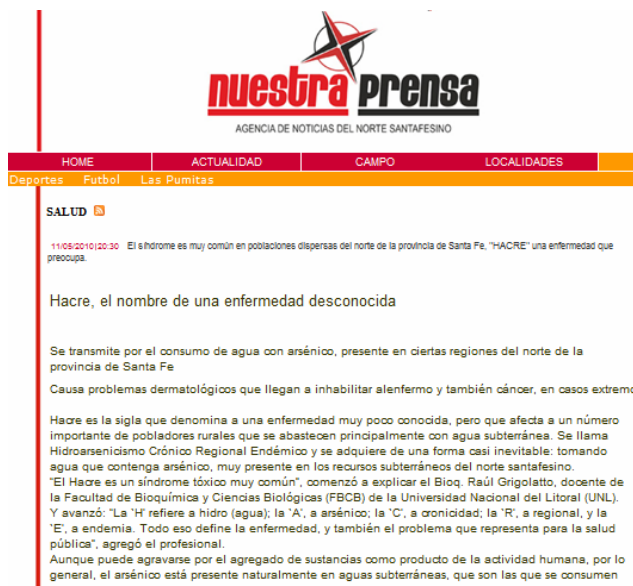 nuestra prensa
AGENCIA DE NOTICIAS DEL NORTE SANTAFESINO
HOME ACTUALIDAD CAMPO LOCALIDADES
Deportes Futbol Las Pumitas
SALUD
11/05/2010|20:30 El síndrome es muy común en poblaciones dispersas del norte de la provincia de Santa Fe, "HACRE" una enfermedad que
preocupa.
Hacre, el nombre de una enfermedad desconocida
Se transmite por el consumo de agua con arsénico, presente en ciertas regiones del norte de la
provincia de Santa Fe
Causa problemas dermatológicos que llegan a inhabilitar alenfermo y también cáncer, en casos extremo
Hacre es la sigla que denomina a una enfermedad muy poco conocida, pero que afecta a un número
importante de pobladores rurales que se abastecen principalmente con agua subterránea. Se llama
Hidroarsenicismo Crónico Regional Endémico y se adquiere de una forma casi inevitable: tomando
agua que contenga arsénico, muy presente en los recursos subterráneos del norte santafesino.
"El Hacre es un síndrome tóxico muy común", comenzó a explicar el Bioq. Raúl Grigolatto, docente de
la Facultad de Bioquímica y Ciencias Biológicas (FBCB) de la Universidad Nacional del Litoral (UNL).
Y avanzó: "La 'H' refiere a hidro (agua); la 'A', a arsénico; la 'C', a cronicidad; la 'R', a regional, y la
'E', a endemia. Todo eso define la enfermedad, y también el problema que representa para la salud
pública", agregó el profesional.
Aunque puede agravarse por el agregado de sustancias como producto de la actividad humana, por lo
general, el arsénico está presente naturalmente en aguas subterráneas, que son las que se consumen